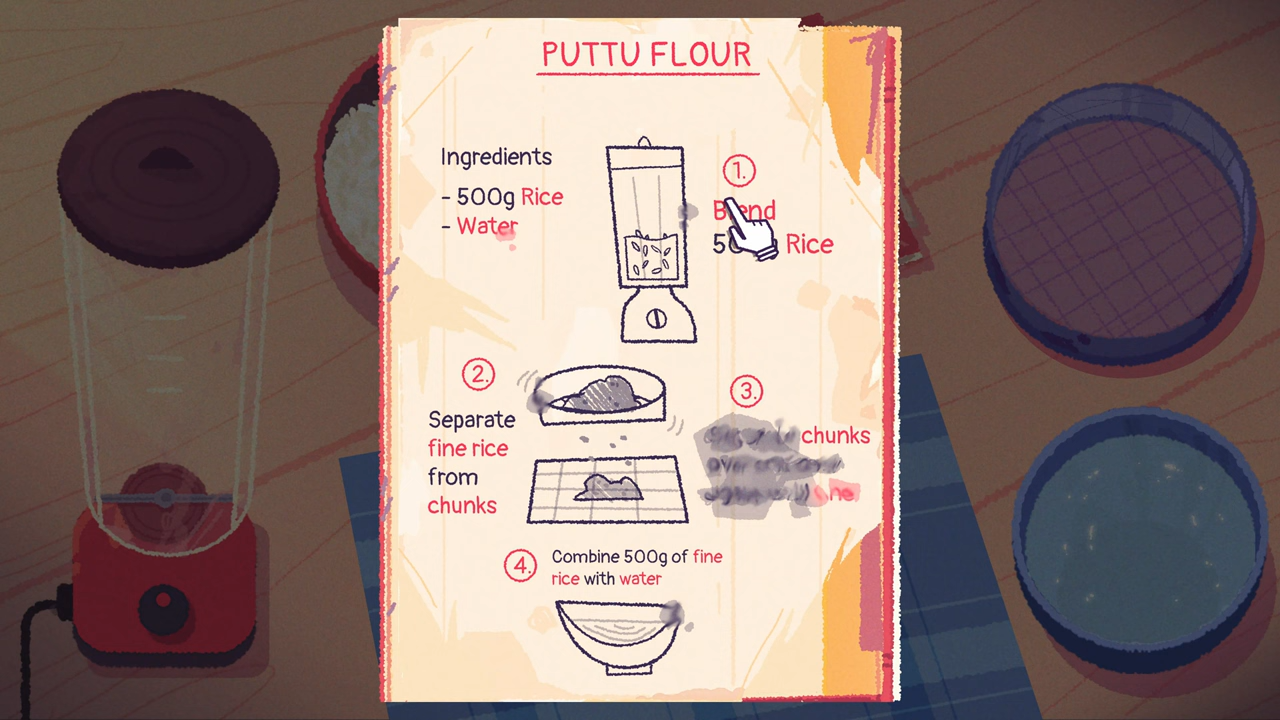 PUTTU FLOUR
Ingredients
- 500g Rice
- Water
1.
Blend
Rice
2.
Separate
fine rice
from
chunks
3.
chunks
4.
Combine 500g of fine
rice with water